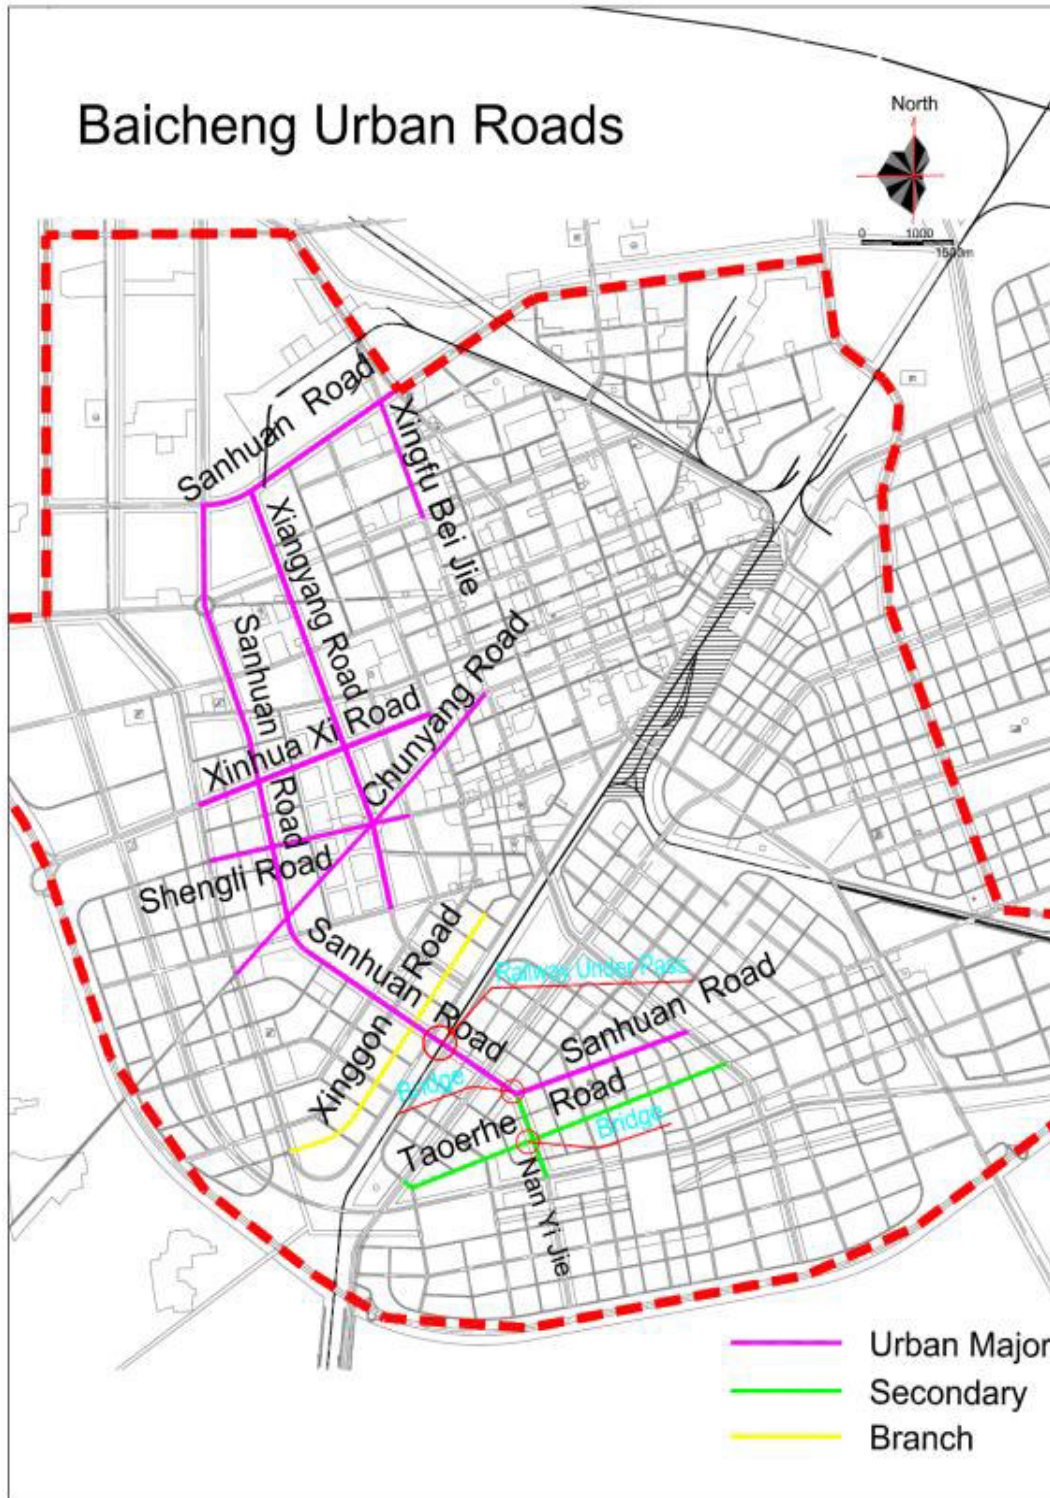 Baicheng Urban Roads
North
0 1000
1500m
Sanhuan Road
Xingfu Bei Jie
Xiangyang Road
Sanhuan Road
Chunyang Road
Xinhua Xi Road
Shengli Road
Sanhuan Road
Xinggon Road
Railway Under Pass
Sanhuan Road
Bridge
Taoerhe Road
Bridge
Nan Yi Jie
Urban Major
Secondary
Branch